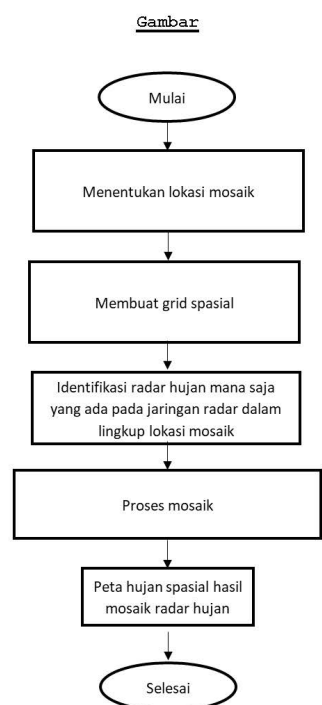 Gambar
Mulai
Menentukan lokasi mosaik
Membuat grid spasial
Identifikasi radar hujan mana saja
yang ada pada jaringan radar dalam
lingkup lokasi mosaik
Proses mosaik
Peta hujan spasial hasil
mosaik radar hujan
Selesai